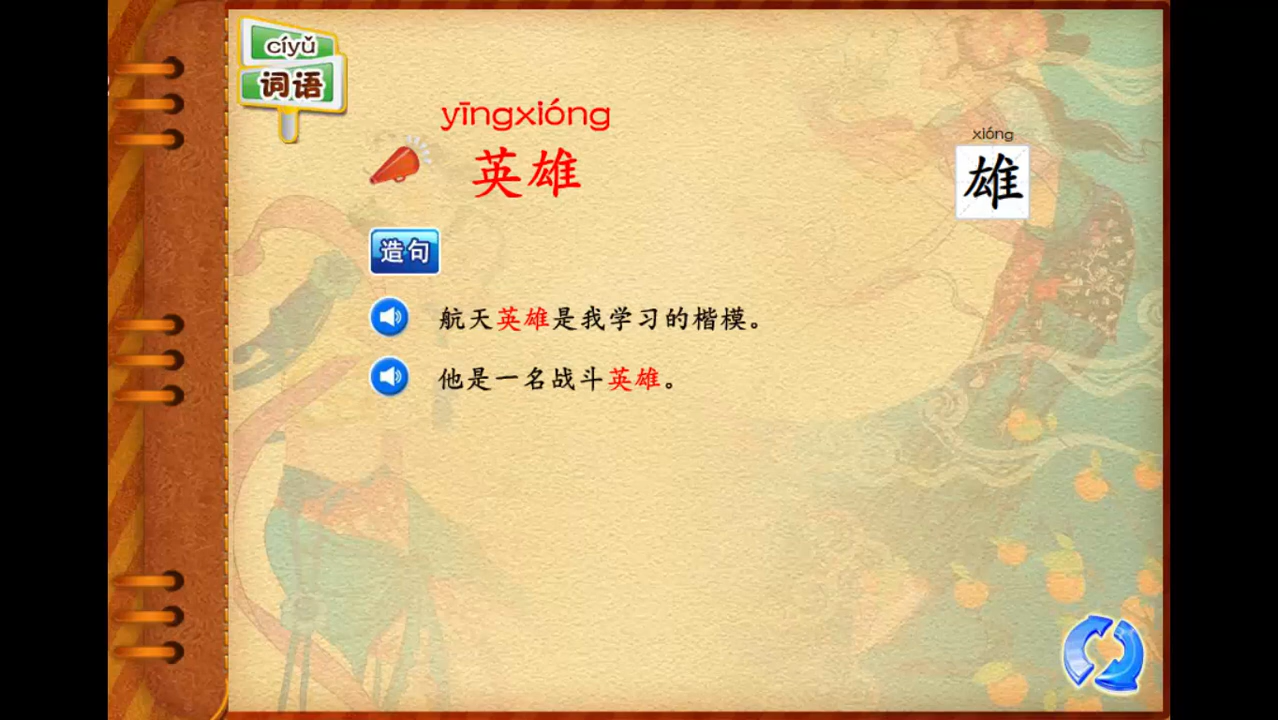 cíyǔ
词语
yīngxióng
英雄
xióng
雄
造句
航天英雄是我学习的楷模。
他是一名战斗英雄。